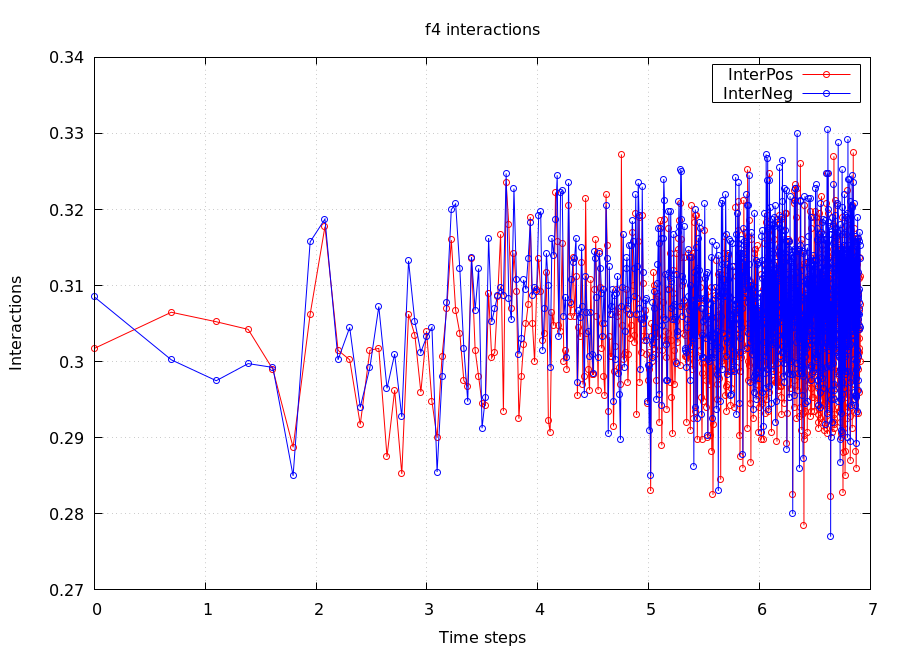 f4 interactions
InterPos
InterNeg
0.34
0.33
0.32
0.31
0.3
0.29
0.28
0.27
Interactions
0 1 2 3 4 5 6 7
Time steps